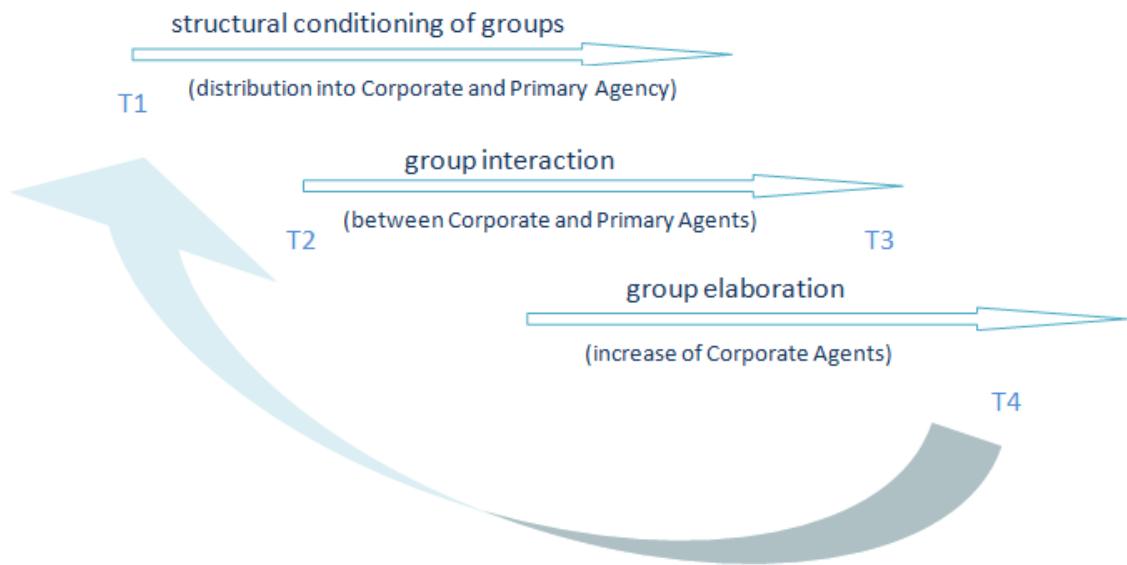 structural conditioning of groups
(distribution into Corporate and Primary Agency)
T1
group interaction
(between Corporate and Primary Agents)
T2
T3
group elaboration
(increase of Corporate Agents)
T4